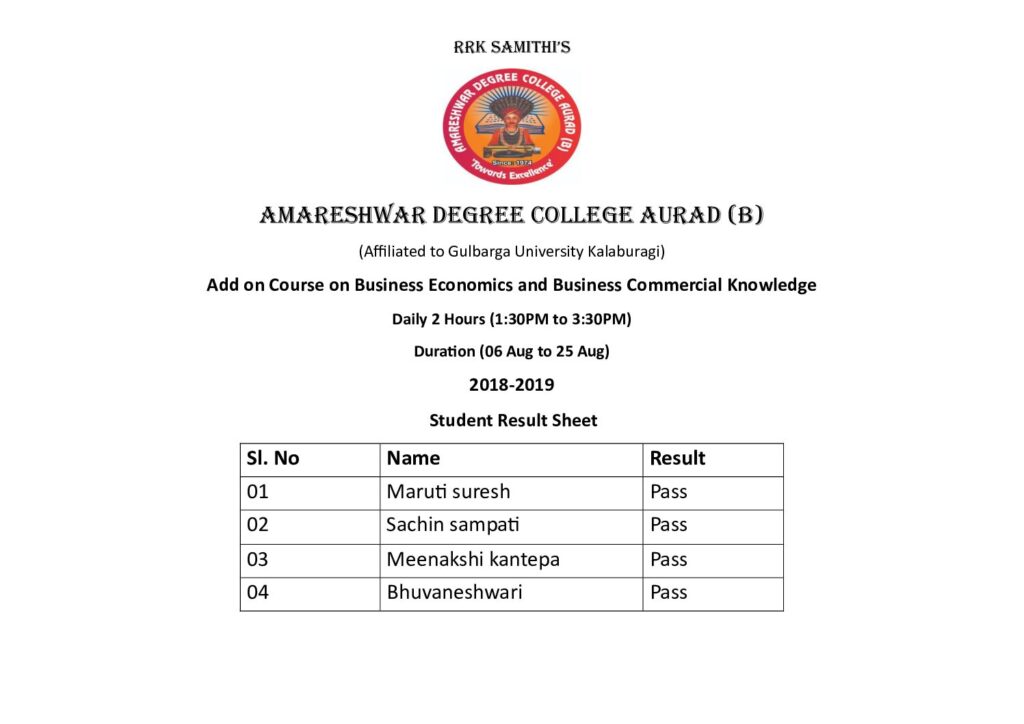 RRK SAMITHI'S
AMARESHWAR DEGREE COLLEGE AURAD (B)
Since-1974
'Towards Excellence'
AMARESHWAR DEGREE COLLEGE AURAD (B)
(Affiliated to Gulbarga University Kalaburagi)
Add on Course on Business Economics and Business Commercial Knowledge
Daily 2 Hours (1:30PM to 3:30PM)
Duration (06 Aug to 25 Aug)
2018-2019
Student Result Sheet
Sl. No Name Result
01 Maruti suresh Pass
02 Sachin sampati Pass
03 Meenakshi kantepa Pass
04 Bhuvaneshwari Pass